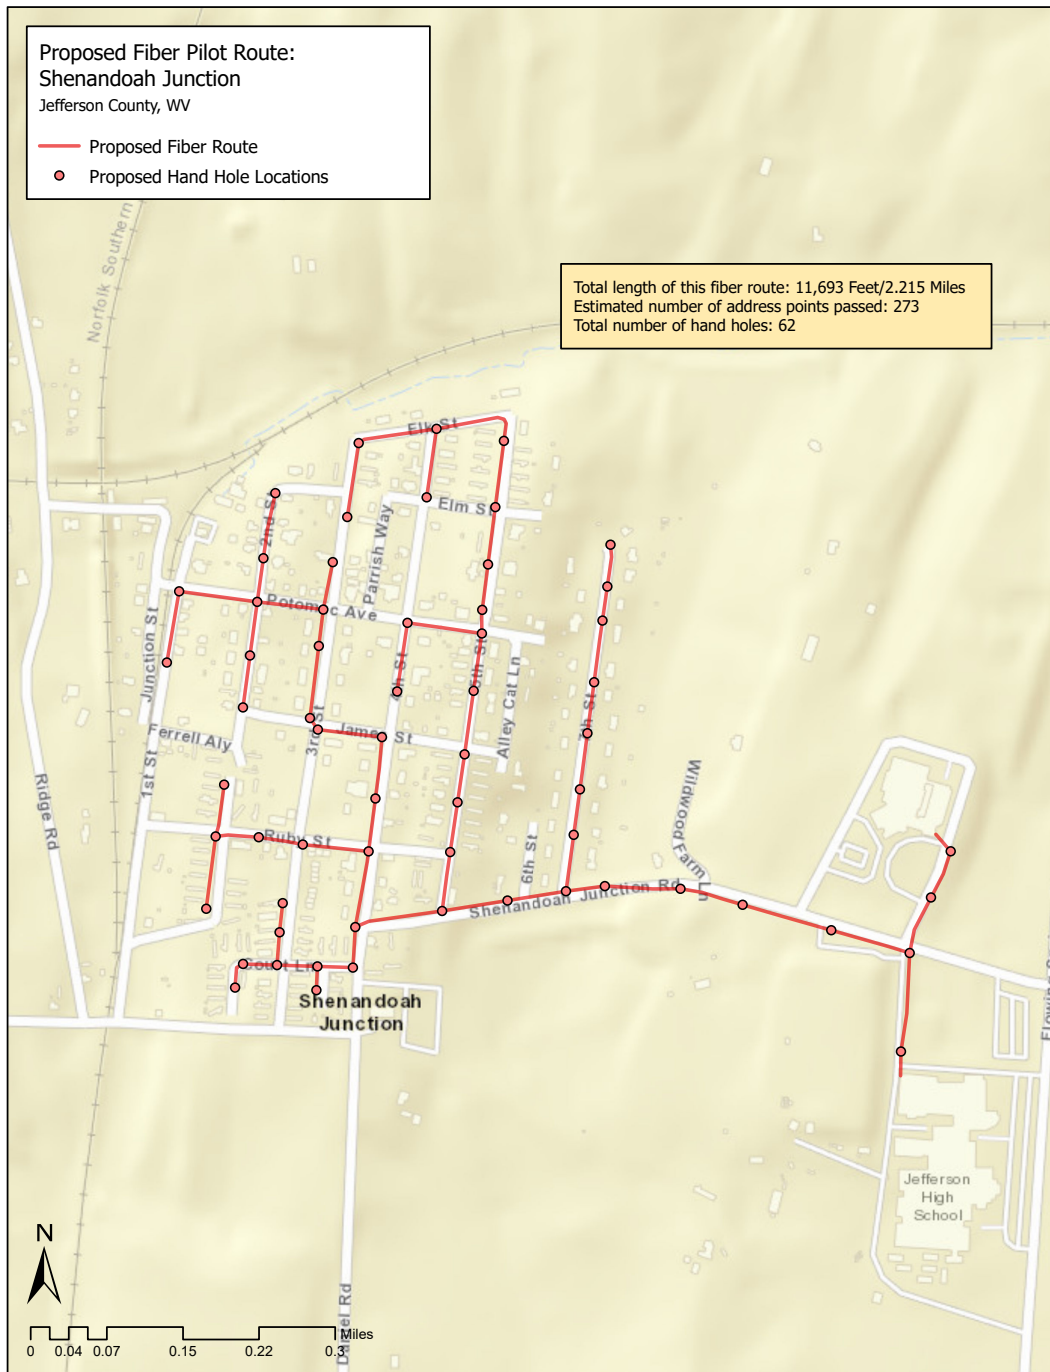 Proposed Fiber Pilot Route:
Shenandoah Junction
Jefferson County, WV
Proposed Fiber Route
Proposed Hand Hole Locations
Norfolk Southern
Total length of this fiber route: 11,693 Feet/2.215 Miles
Estimated number of address points passed: 273
Total number of hand holes: 62
Elk St
2nd St
Elm St
Parrish Way
Potomac Ave
Junction St
4th St
5th St
Alley Cat Ln
7th St
3rd St
James St
Ferrell Aly
1st St
Ridge Rd
Wildwood Farm Ln
Ruby St
6th St
Shenandoah Junction Rd
Count Ln
Shenandoah
Junction
Jefferson
High
School
Daniel Rd
N
Miles
0 0.04 0.07 0.15 0.22 0.3